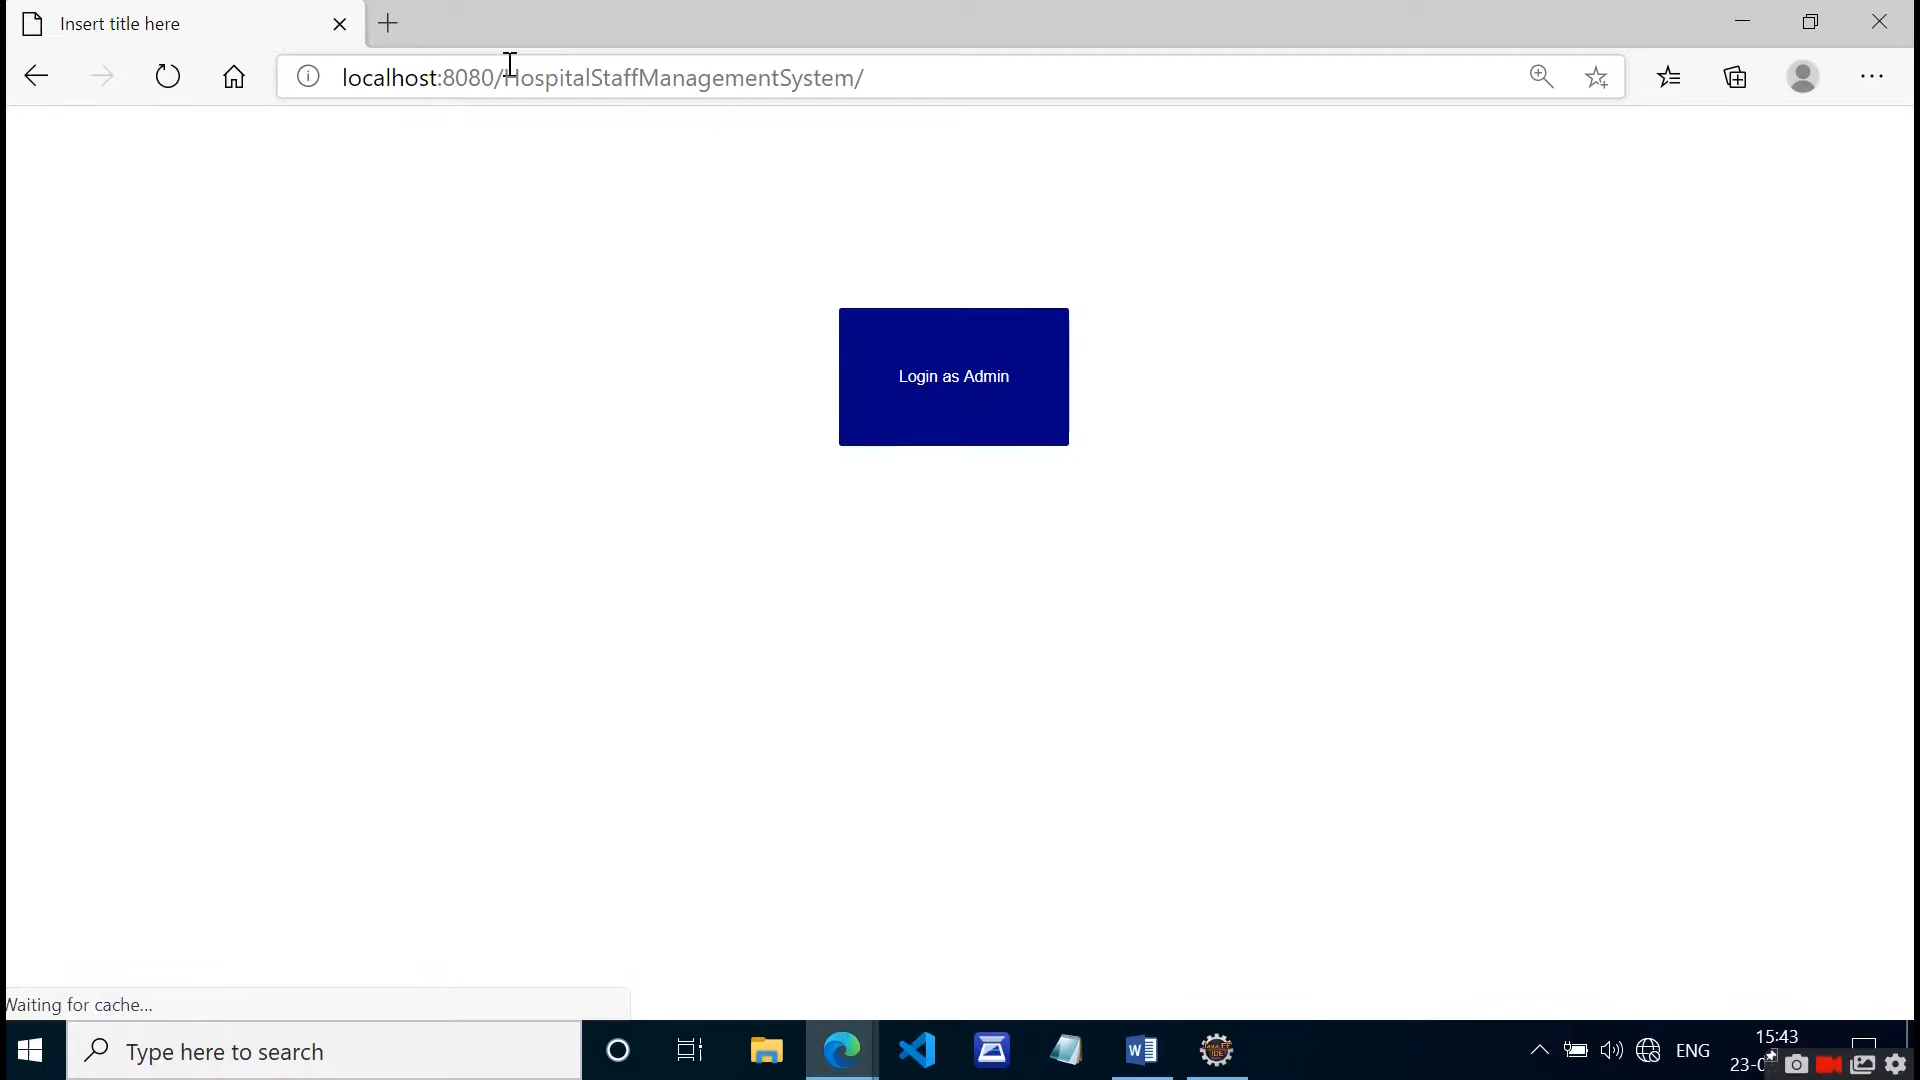 Insert title here
localhost:8080/HospitalStaffManagementSystem/
Login as Admin
Waiting for cache...
Type here to search
ENG
15:43